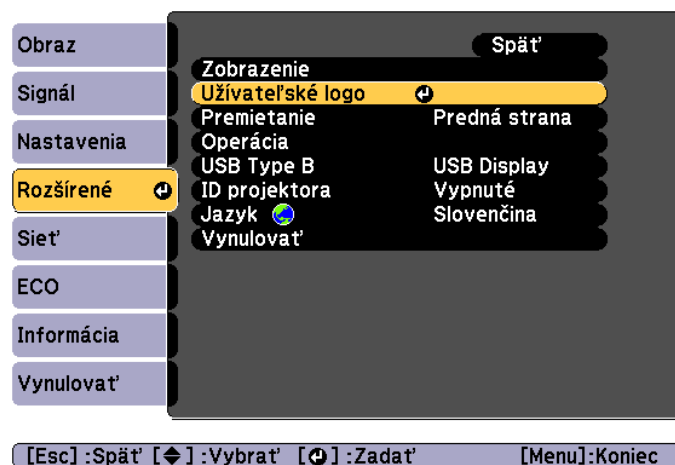 Obraz
Signál
Nastavenia
Rozšírené
Sieť
ECO
Informácia
Vynulovať
Späť
Zobrazenie
Užívateľské logo
Premietanie Predná strana
Operácia
USB Type B USB Display
ID projektora Vypnuté
Jazyk Slovenčina
Vynulovať
[Esc] :Späť [◆] :Vybrať [⏎] :Zadať [Menu]:Koniec